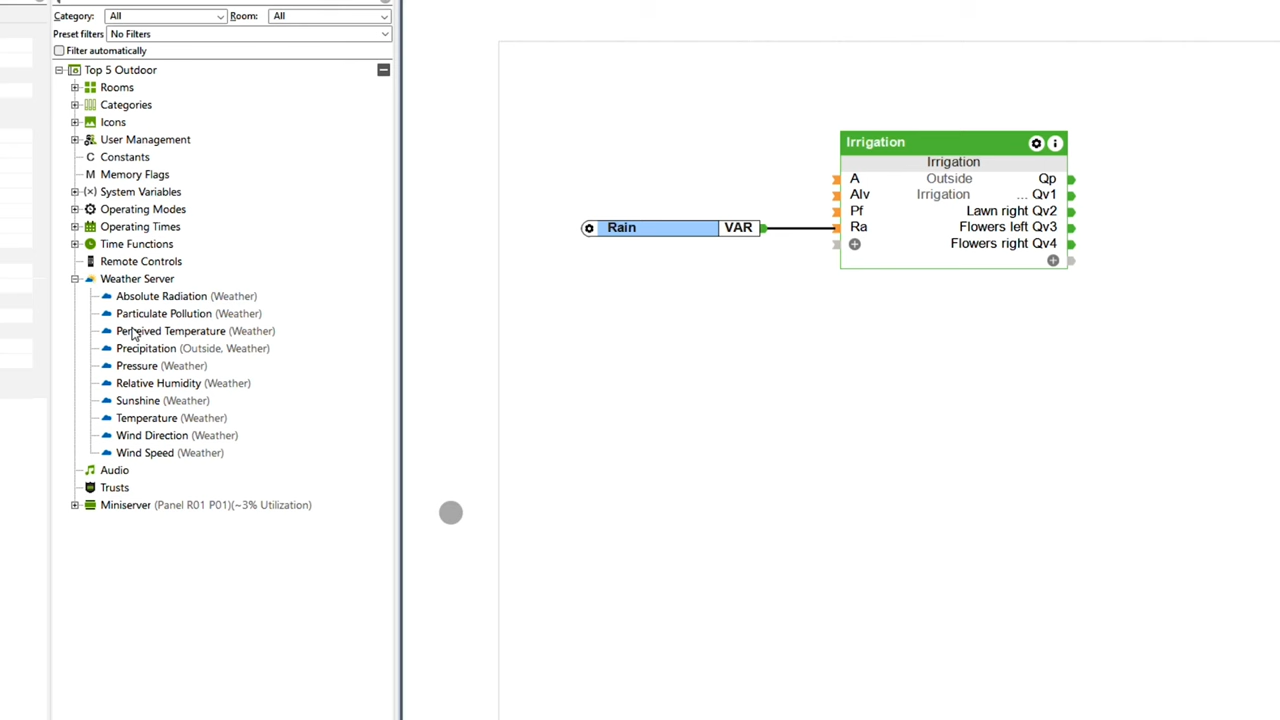 Category: All Room: All
Preset filters No Filters
Filter automatically
Top 5 Outdoor
Rooms
Categories
Icons
User Management
C Constants
M Memory Flags
(×) System Variables
Operating Modes
Operating Times
Time Functions
Remote Controls
Weather Server
Absolute Radiation (Weather)
Particulate Pollution (Weather)
Perceived Temperature (Weather)
Precipitation (Outside, Weather)
Pressure (Weather)
Relative Humidity (Weather)
Sunshine (Weather)
Temperature (Weather)
Wind Direction (Weather)
Wind Speed (Weather)
Audio
Trusts
Miniserver (Panel R01 P01)(~3% Utilization)
Rain VAR
Irrigation
Irrigation
A Outside Qp
AIv Irrigation ... Qv1
Pf Lawn right Qv2
Ra Flowers left Qv3
Flowers right Qv4